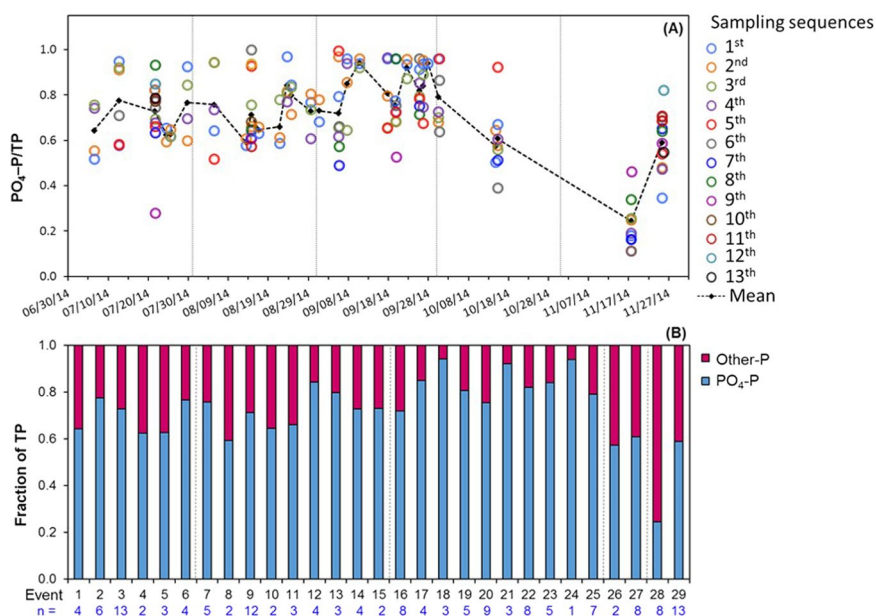 (A)
PO₄–P/TP
1.0
0.8
0.6
0.4
0.2
0.0
06/30/14 07/10/14 07/20/14 07/30/14 08/09/14 08/19/14 08/29/14 09/08/14 09/18/14 09/28/14 10/08/14 10/18/14 10/28/14 11/07/14 11/17/14 11/27/14
Sampling sequences
1st
2nd
3rd
4th
5th
6th
7th
8th
9th
10th
11th
12th
13th
Mean
(B)
Fraction of TP
1.0
0.8
0.6
0.4
0.2
0.0
Other-P
PO₄-P
Event 1 2 3 4 5 6 7 8 9 10 11 12 13 14 15 16 17 18 19 20 21 22 23 24 25 26 27 28 29
n = 4 6 13 2 3 4 5 2 12 2 3 4 3 4 2 8 4 3 5 9 3 8 5 1 7 2 8 8 13